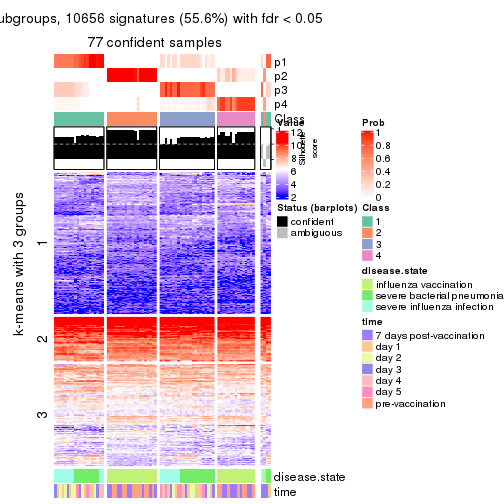 ubgroups, 10656 signatures (55.6%) with fdr < 0.05
77 confident samples
p1
p2
p3
p4
Class
k-means with 3 groups
1
2
3
Value
12
10
8
6
4
2
Silhouette
score
Status (barplots)
confident
ambiguous
Prob
1
0.8
0.6
0.4
0.2
0
Class
1
2
3
4
disease.state
influenza vaccination
severe bacterial pneumonia
severe influenza infection
time
7 days post-vaccination
day 1
day 2
day 3
day 4
day 5
pre-vaccination
disease.state
time